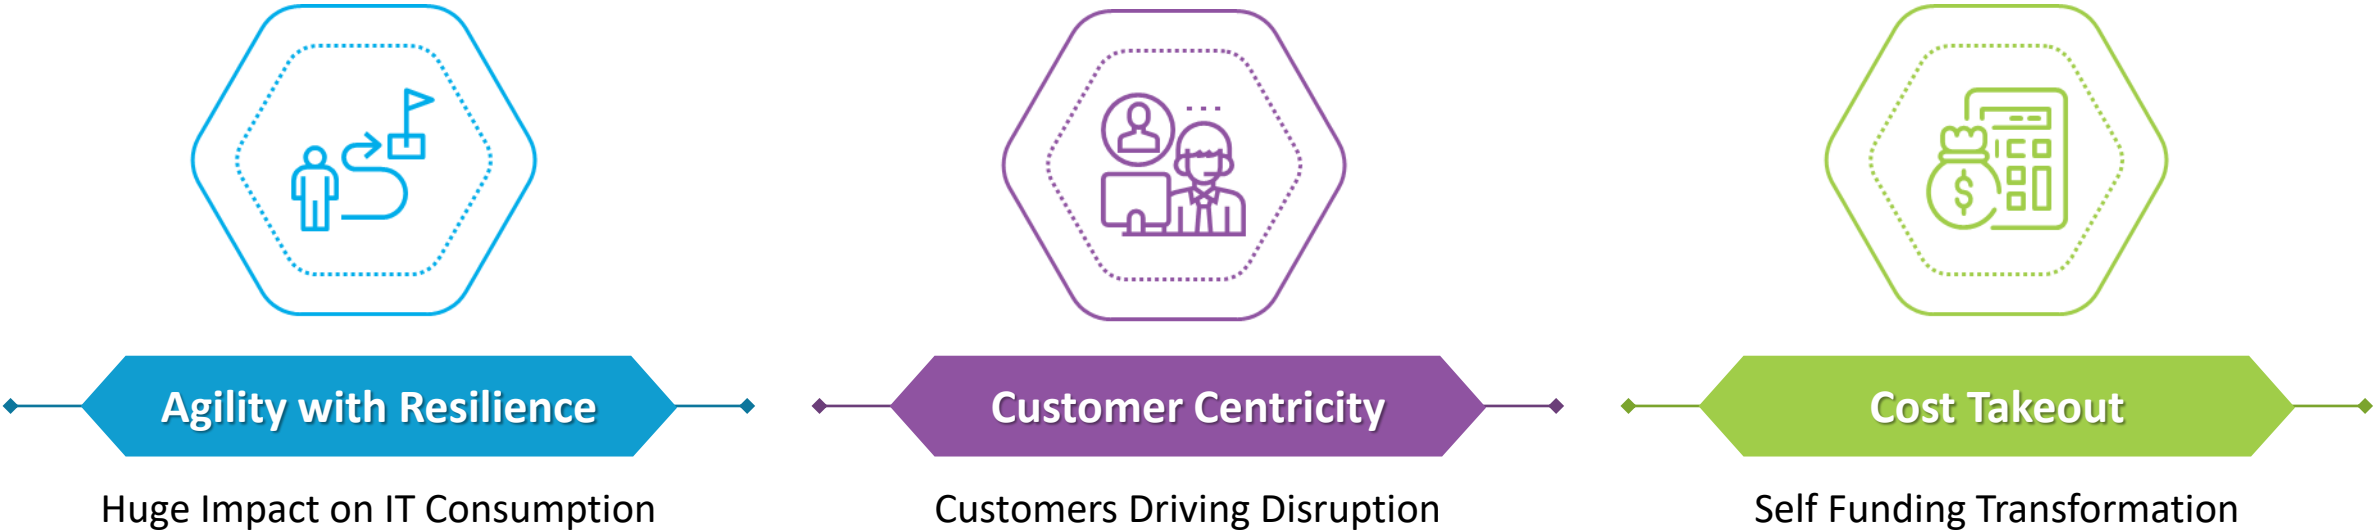 Agility with Resilience
Huge Impact on IT Consumption
Customer Centricity
Customers Driving Disruption
$
Cost Takeout
Self Funding Transformation